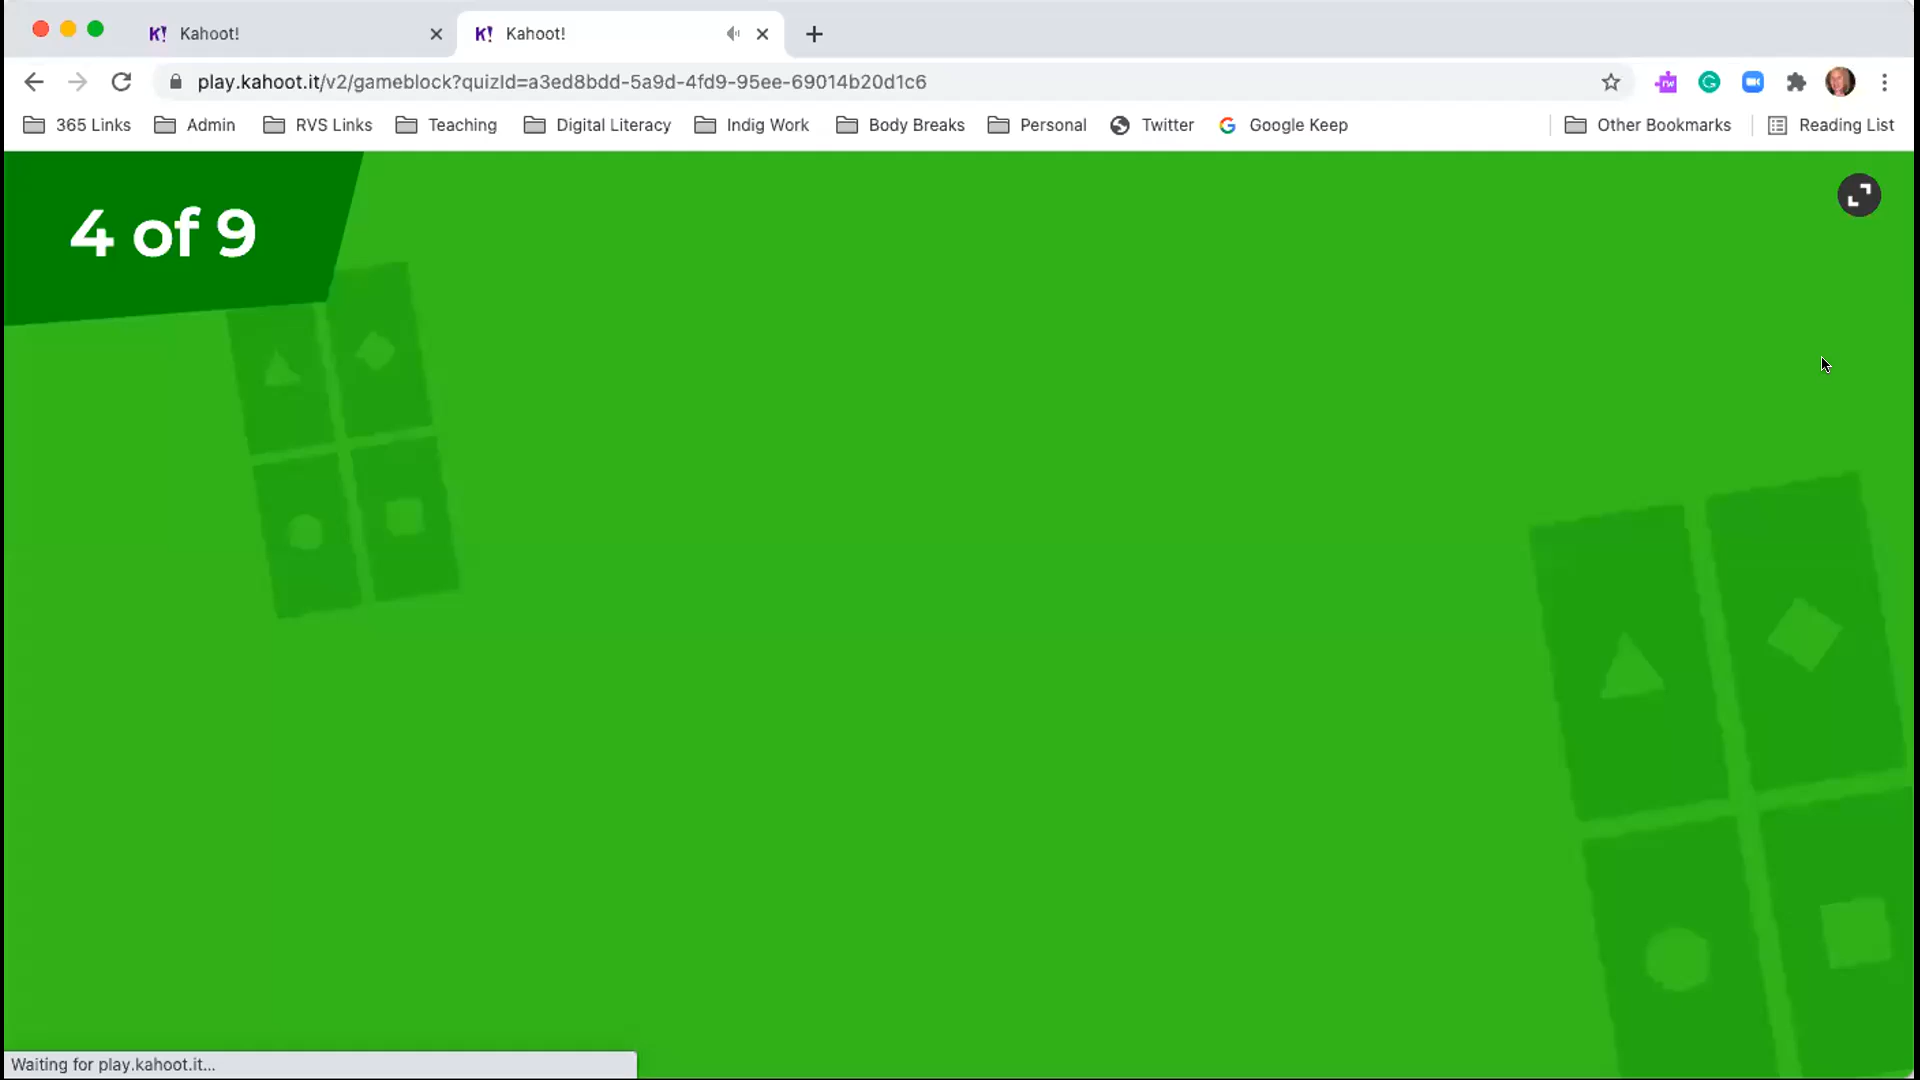 K! Kahoot!
K! Kahoot!
play.kahoot.it/v2/gameblock?quizId=a3ed8bdd-5a9d-4fd9-95ee-69014b20d1c6
rw
G
365 Links
Admin
RVS Links
Teaching
Digital Literacy
Indig Work
Body Breaks
Personal
Twitter
G Google Keep
Other Bookmarks
Reading List
4 of 9
Waiting for play.kahoot.it...